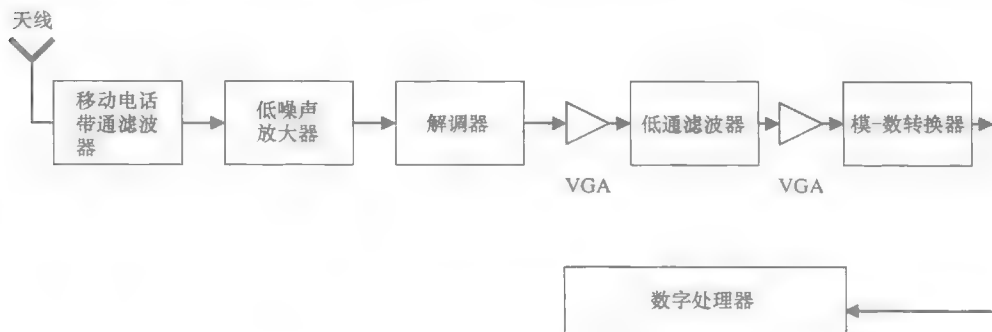 天线
移动电话
带通滤波
器
低噪声
放大器
解调器
低通滤波器
模-数转换器
VGA
VGA
数字处理器